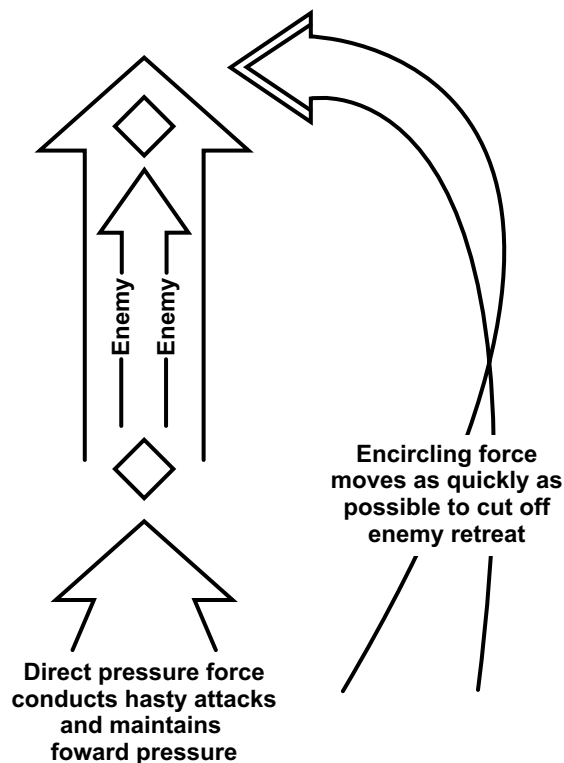 Enemy
Enemy
Encircling force
moves as quickly as
possible to cut off
enemy retreat
Direct pressure force
conducts hasty attacks
and maintains
foward pressure